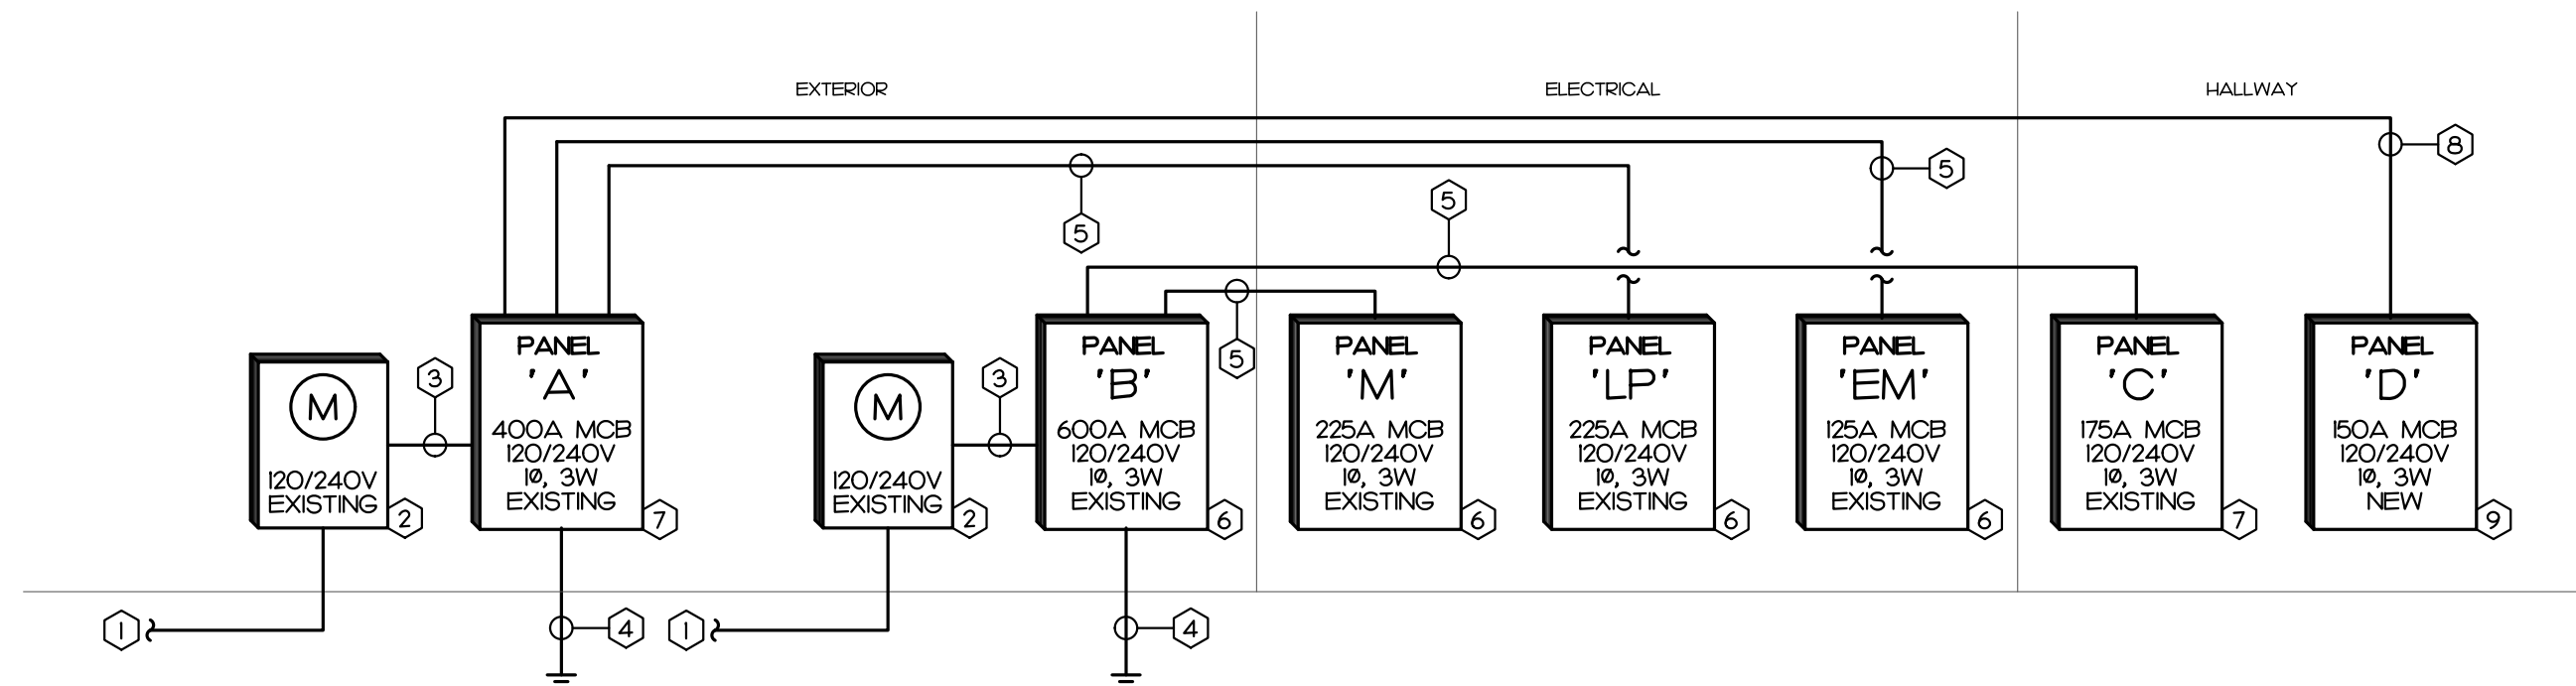 EXTERIOR
ELECTRICAL
HALLWAY
8
5
5
5
5
3
3
M
120/240V
EXISTING
2
PANEL
'A'
400A MCB
120/240V
1Ø, 3W
EXISTING
7
M
120/240V
EXISTING
2
PANEL
'B'
600A MCB
120/240V
1Ø, 3W
EXISTING
6
PANEL
'M'
225A MCB
120/240V
1Ø, 3W
EXISTING
6
PANEL
'LP'
225A MCB
120/240V
1Ø, 3W
EXISTING
6
PANEL
'EM'
125A MCB
120/240V
1Ø, 3W
EXISTING
6
PANEL
'C'
175A MCB
120/240V
1Ø, 3W
EXISTING
7
PANEL
'D'
150A MCB
120/240V
1Ø, 3W
NEW
9
1
4
1
4